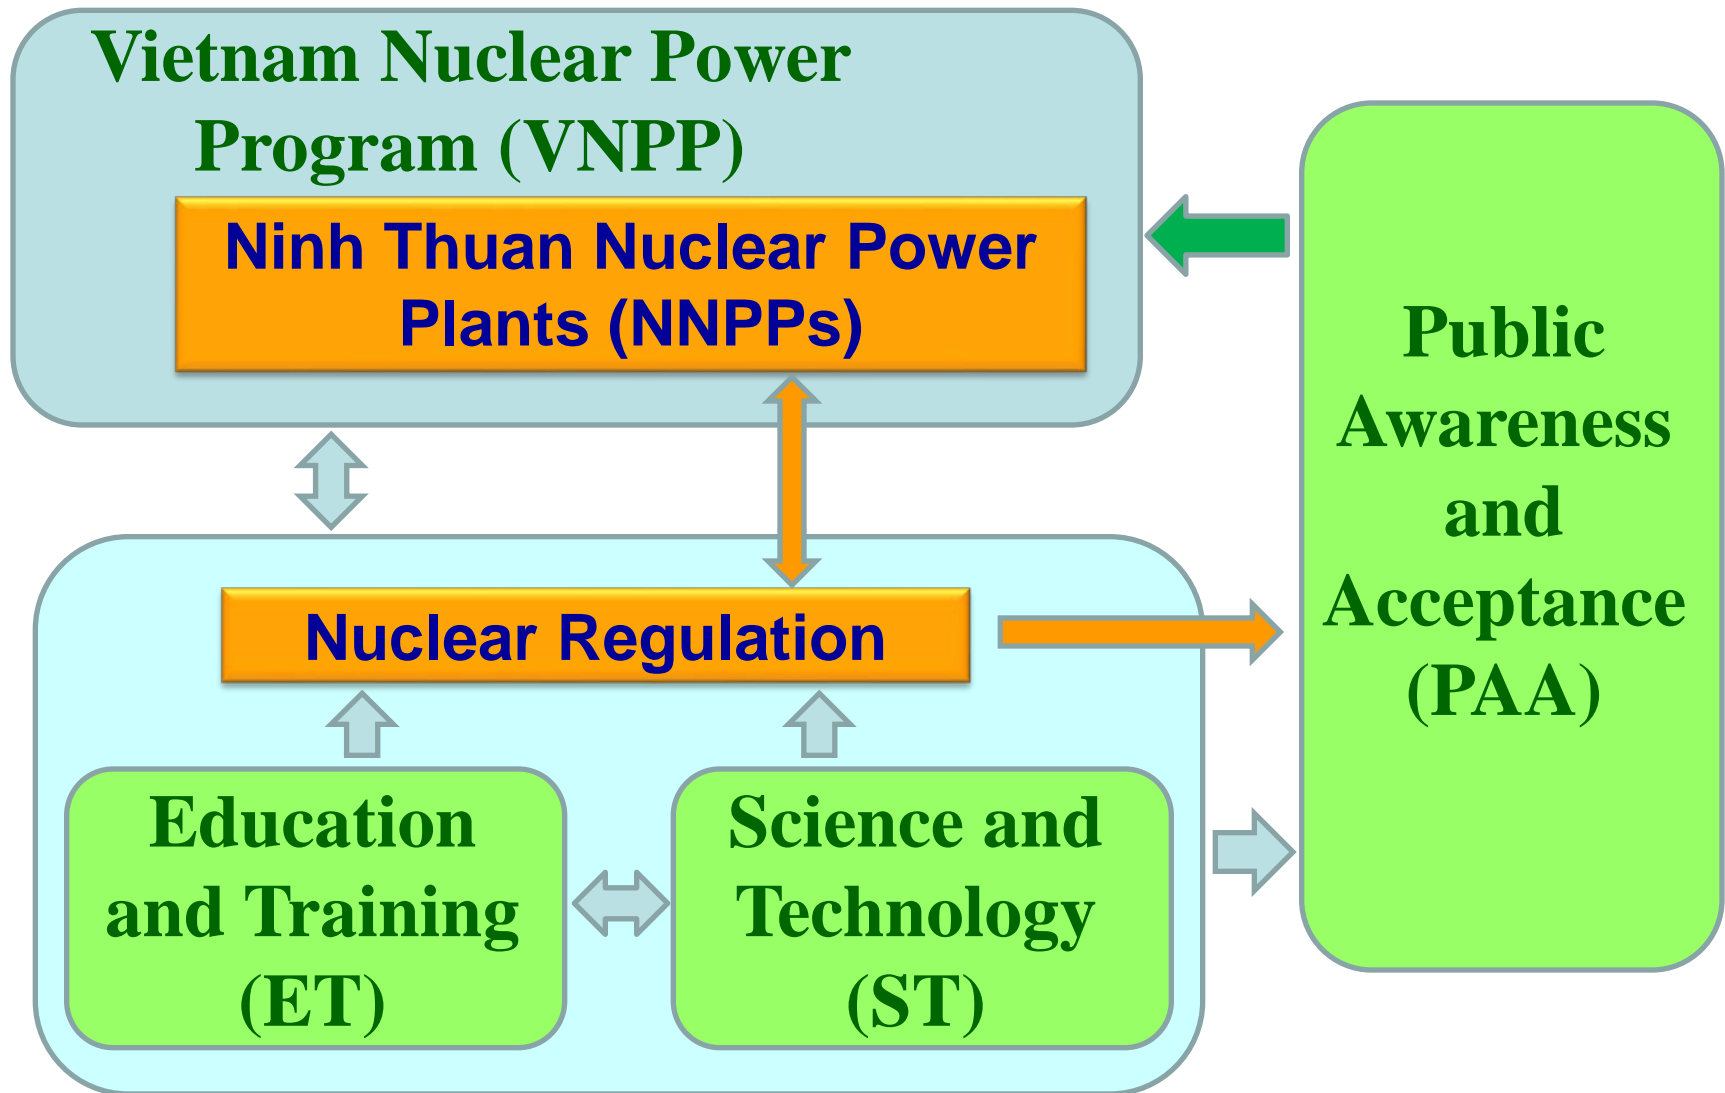 Vietnam Nuclear Power
Program (VNPP)
Ninh Thuan Nuclear Power
Plants (NNPPs)
Public
Awareness
and
Acceptance
(PAA)
Nuclear Regulation
Education
and Training
(ET)
Science and
Technology
(ST)